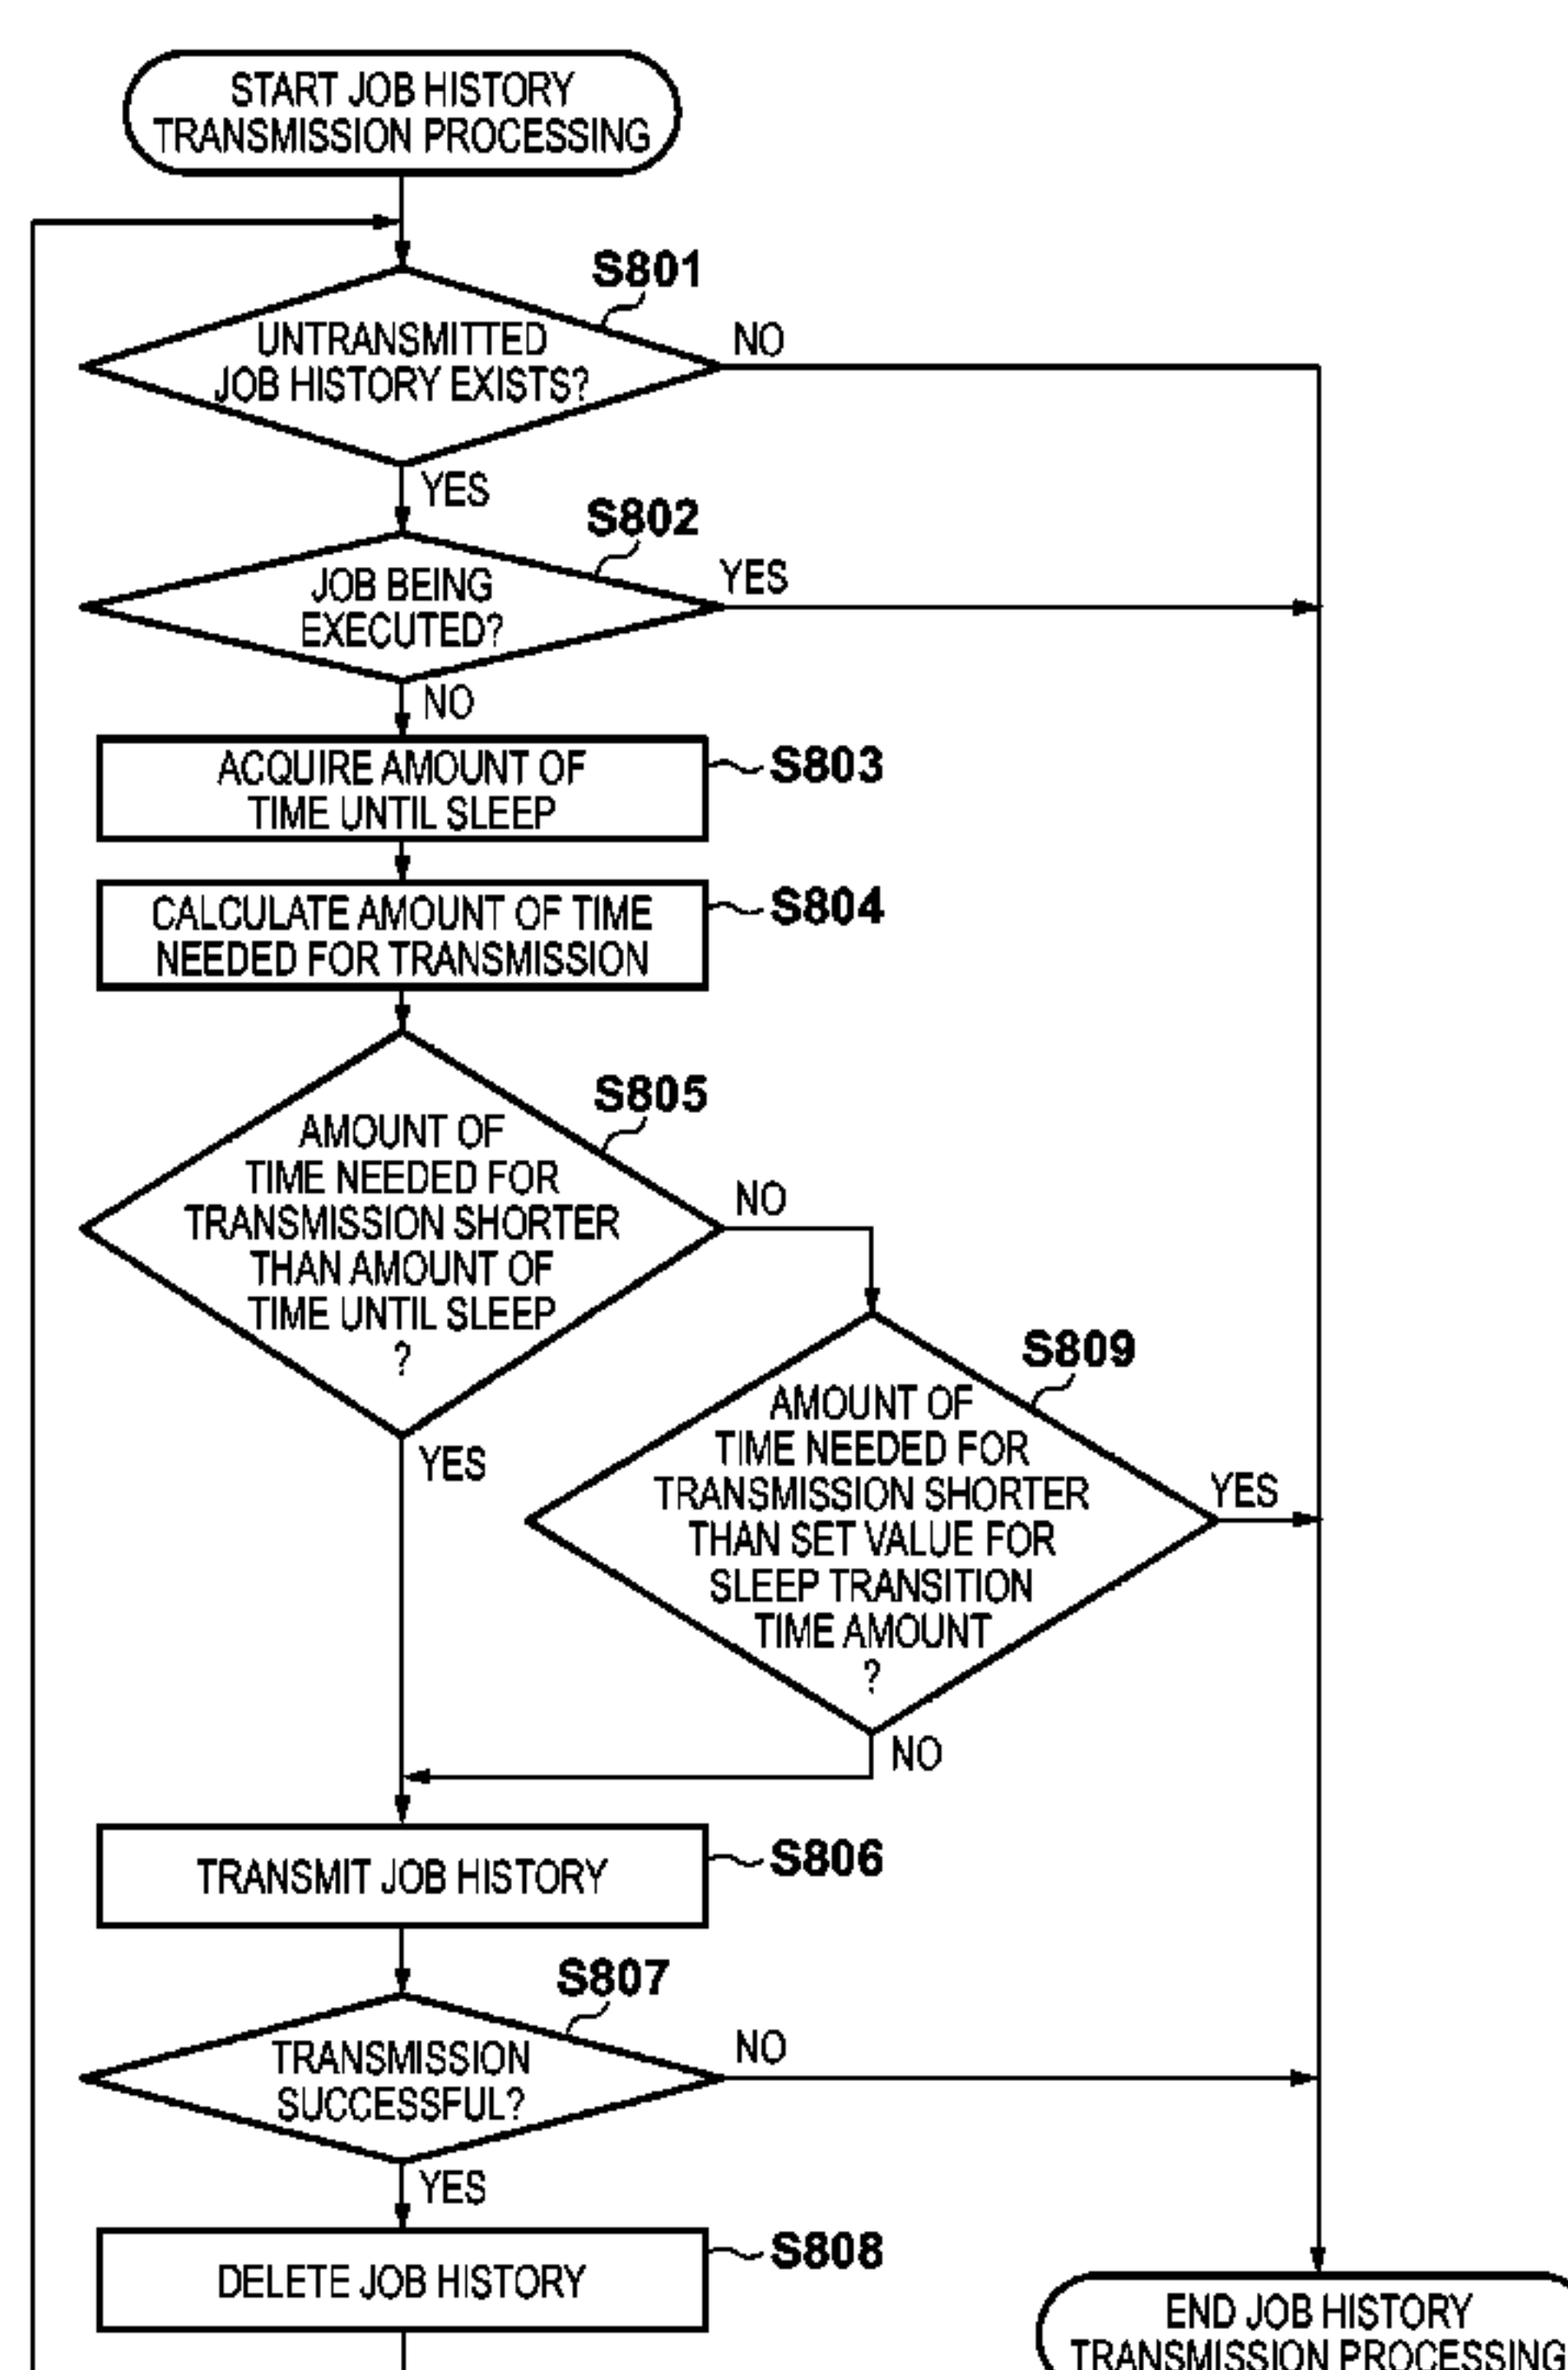 START JOB HISTORY
TRANSMISSION PROCESSING
S801
UNTRANSMITTED
JOB HISTORY EXISTS?
NO
YES
S802
JOB BEING
EXECUTED?
YES
NO
ACQUIRE AMOUNT OF
TIME UNTIL SLEEP
S803
CALCULATE AMOUNT OF TIME
NEEDED FOR TRANSMISSION
S804
S805
AMOUNT OF
TIME NEEDED FOR
TRANSMISSION SHORTER
THAN AMOUNT OF
TIME UNTIL SLEEP
?
NO
YES
S809
AMOUNT OF
TIME NEEDED FOR
TRANSMISSION SHORTER
THAN SET VALUE FOR
SLEEP TRANSITION
TIME AMOUNT
?
YES
NO
TRANSMIT JOB HISTORY
S806
S807
TRANSMISSION
SUCCESSFUL?
NO
YES
DELETE JOB HISTORY
S808
END JOB HISTORY
TRANSMISSION PROCESSING